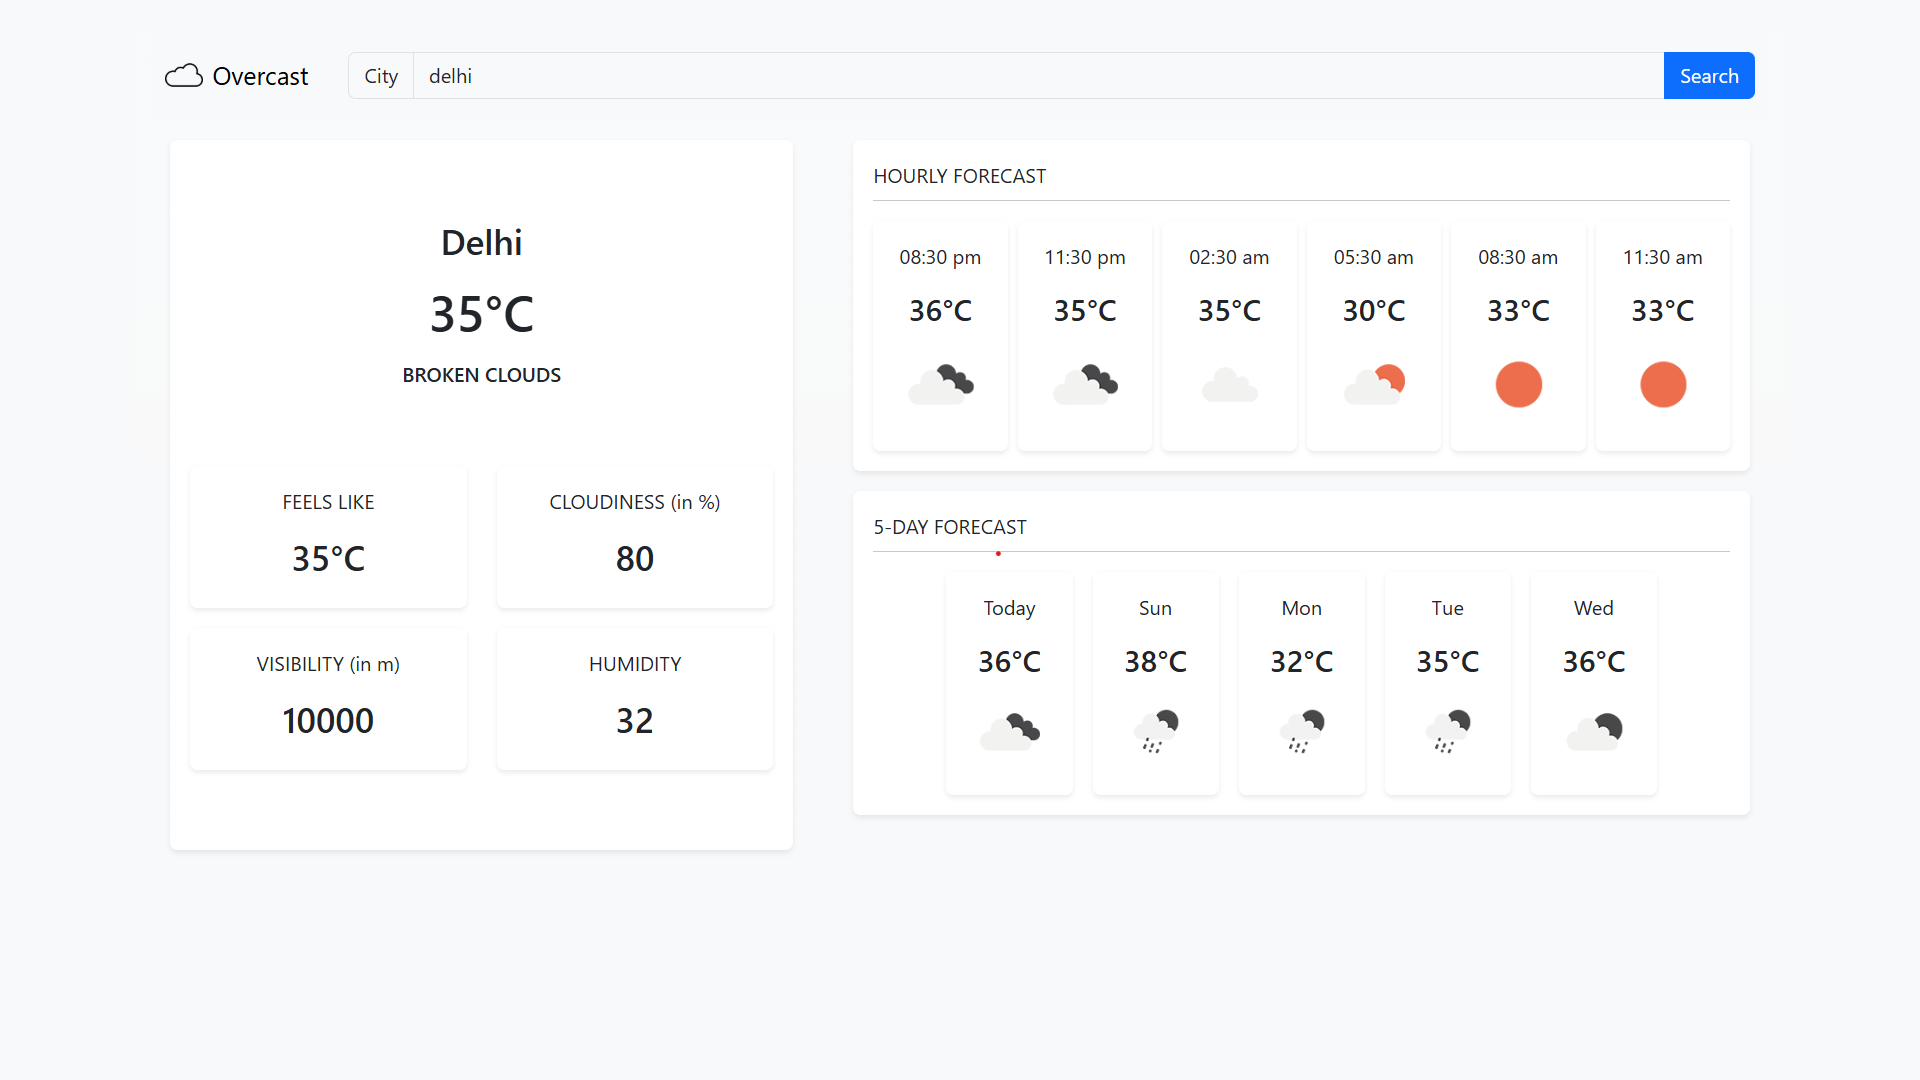 Overcast
City
delhi
Search
Delhi
35°C
BROKEN CLOUDS
FEELS LIKE
35°C
CLOUDINESS (in %)
80
VISIBILITY (in m)
10000
HUMIDITY
32
HOURLY FORECAST
08:30 pm
36°C
11:30 pm
35°C
02:30 am
35°C
05:30 am
30°C
08:30 am
33°C
11:30 am
33°C
5-DAY FORECAST
Today
36°C
Sun
38°C
Mon
32°C
Tue
35°C
Wed
36°C